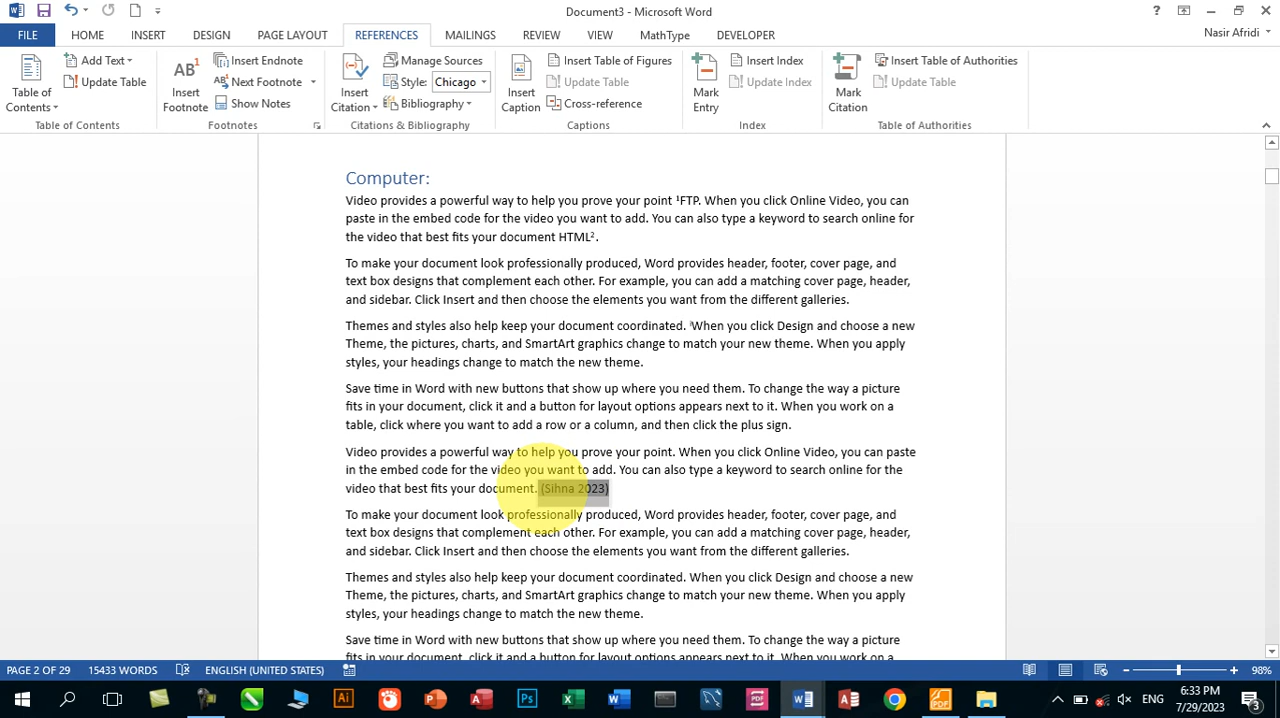 Document3 - Microsoft Word
?
FILE HOME INSERT DESIGN PAGE LAYOUT REFERENCES MAILINGS REVIEW VIEW MathType DEVELOPER Nasir Afridi
Table of Contents
Add Text
Update Table
Table of Contents
AB¹
Insert Footnote
Insert Endnote
Next Footnote
Show Notes
Footnotes
Insert Citation
Manage Sources
Style: Chicago
Bibliography
Citations & Bibliography
Insert Caption
Insert Table of Figures
Update Table
Cross-reference
Captions
Mark Entry
Insert Index
Update Index
Index
Mark Citation
Insert Table of Authorities
Update Table
Table of Authorities
Computer:
Video provides a powerful way to help you prove your point ¹FTP. When you click Online Video, you can
paste in the embed code for the video you want to add. You can also type a keyword to search online for
the video that best fits your document HTML².
To make your document look professionally produced, Word provides header, footer, cover page, and
text box designs that complement each other. For example, you can add a matching cover page, header,
and sidebar. Click Insert and then choose the elements you want from the different galleries.
Themes and styles also help keep your document coordinated. ⁱWhen you click Design and choose a new
Theme, the pictures, charts, and SmartArt graphics change to match your new theme. When you apply
styles, your headings change to match the new theme.
Save time in Word with new buttons that show up where you need them. To change the way a picture
fits in your document, click it and a button for layout options appears next to it. When you work on a
table, click where you want to add a row or a column, and then click the plus sign.
Video provides a powerful way to help you prove your point. When you click Online Video, you can paste
in the embed code for the video you want to add. You can also type a keyword to search online for the
video that best fits your document. (Sihna 2023)
To make your document look professionally produced, Word provides header, footer, cover page, and
text box designs that complement each other. For example, you can add a matching cover page, header,
and sidebar. Click Insert and then choose the elements you want from the different galleries.
Themes and styles also help keep your document coordinated. When you click Design and choose a new
Theme, the pictures, charts, and SmartArt graphics change to match your new theme. When you apply
styles, your headings change to match the new theme.
Save time in Word with new buttons that show up where you need them. To change the way a picture
fits in your document, click it and a button for layout options appears next to it. When you work on a
PAGE 2 OF 29 15433 WORDS ENGLISH (UNITED STATES) 98%
ENG
6:33 PM
7/29/2023
3